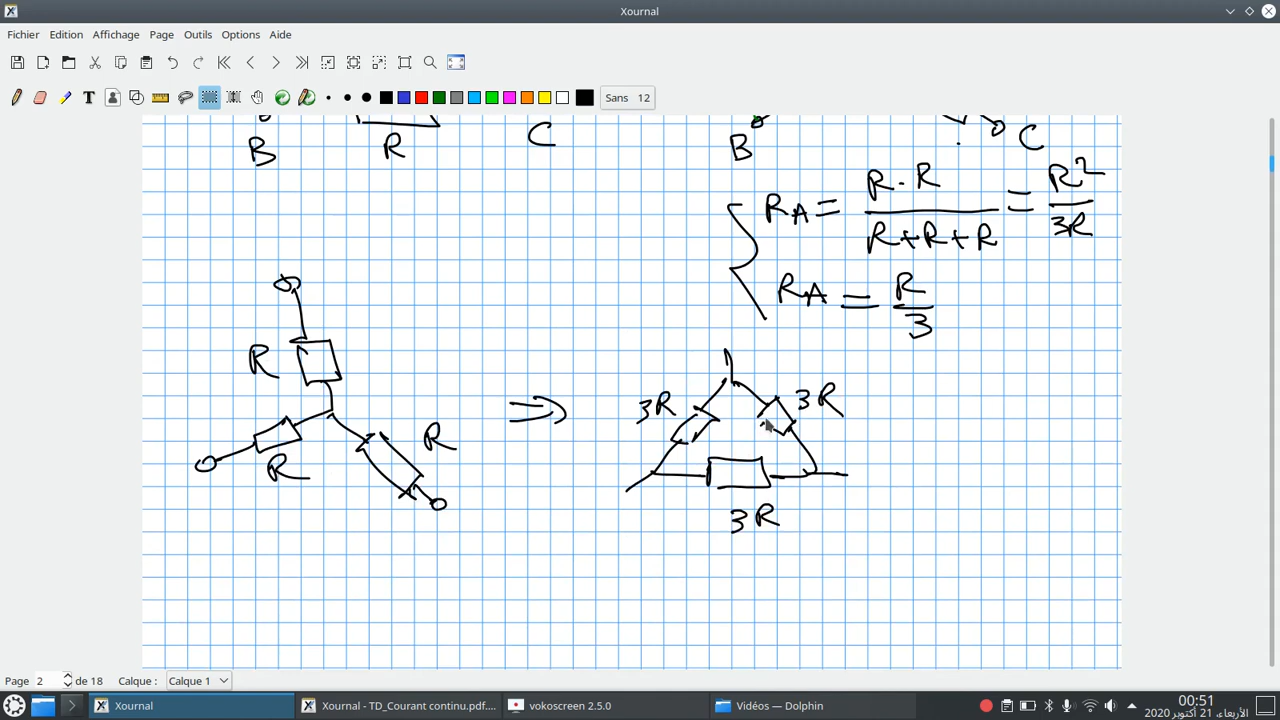 Xournal
Fichier Edition Affichage Page Outils Options Aide
Sans 12
B R C
B C
RA = R · R / R+R+R = R² / 3R
RA = R / 3
R
R
R
⇒
3R
3R
3R
Page 2 de 18 Calque : Calque 1
Xournal
Xournal - TD_Courant continu.pdf....
vokoscreen 2.5.0
Vidéos — Dolphin
00:51
الأربعاء, 21 أكتوبر 2020